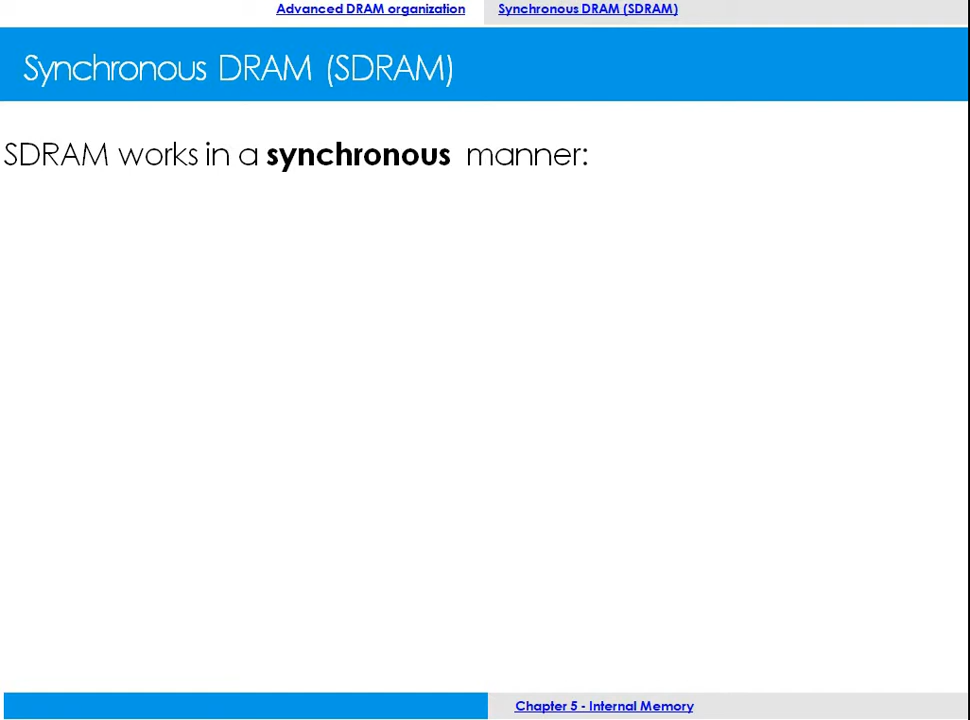 Advanced DRAM organization
Synchronous DRAM (SDRAM)
Synchronous DRAM (SDRAM)
SDRAM works in a synchronous manner:
Chapter 5 - Internal Memory